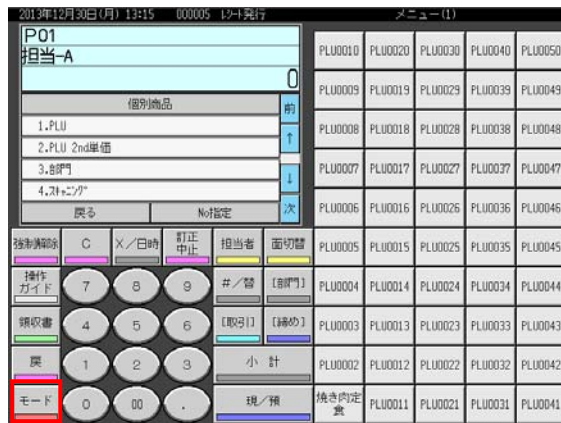 2013年12月30日(月) 13:15 000005 レシート発行 メニュー(1)
P01
担当-A
0
個別商品
前
1.PLU
↑
2.PLU 2nd単価
3.部門
↓
4.スキャニング
戻る No指定 次
PLU0010 PLU0020 PLU0030 PLU0040 PLU0050
PLU0009 PLU0019 PLU0029 PLU0039 PLU0049
PLU0008 PLU0018 PLU0028 PLU0038 PLU0048
PLU0007 PLU0017 PLU0027 PLU0037 PLU0047
PLU0006 PLU0016 PLU0026 PLU0036 PLU0046
強制解除 C X/日時 訂正中止 担当者 面切替 PLU0005 PLU0015 PLU0025 PLU0035 PLU0045
操作ガイド 7 8 9 #/替 [部門] PLU0004 PLU0014 PLU0024 PLU0034 PLU0044
領収書 4 5 6 [取引] [締め] PLU0003 PLU0013 PLU0023 PLU0033 PLU0043
戻 1 2 3 小 計 PLU0002 PLU0012 PLU0022 PLU0032 PLU0042
モード 0 00 . 現/預 焼き肉定食 PLU0011 PLU0021 PLU0031 PLU0041